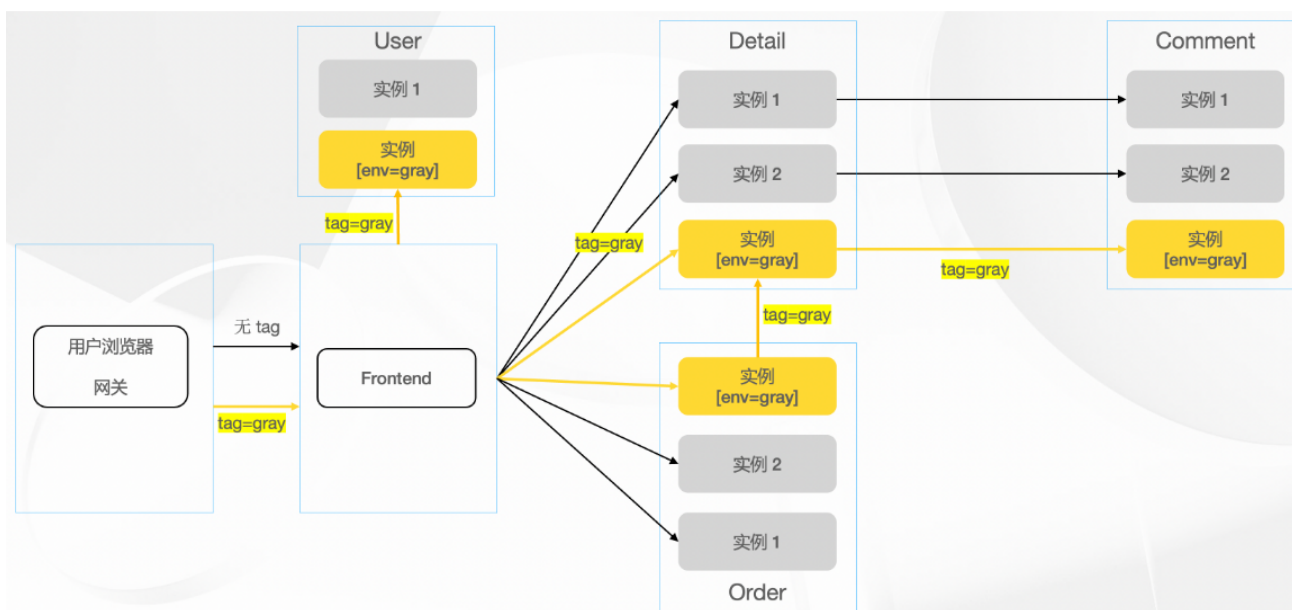 User
实例 1
实例
[env=gray]
tag=gray
用户浏览器
网关
无 tag
tag=gray
Frontend
Detail
实例 1
实例 2
实例
[env=gray]
tag=gray
tag=gray
实例
[env=gray]
实例 2
实例 1
Order
Comment
实例 1
实例 2
实例
[env=gray]
tag=gray